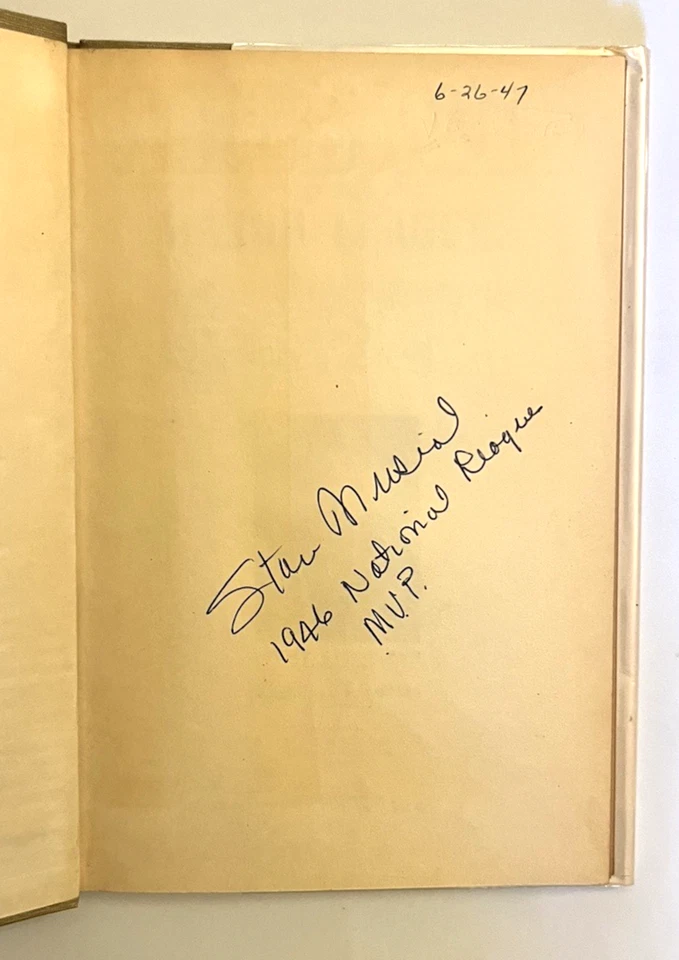 6-26-47
Stan Musial
1946 National League
M.V.P.